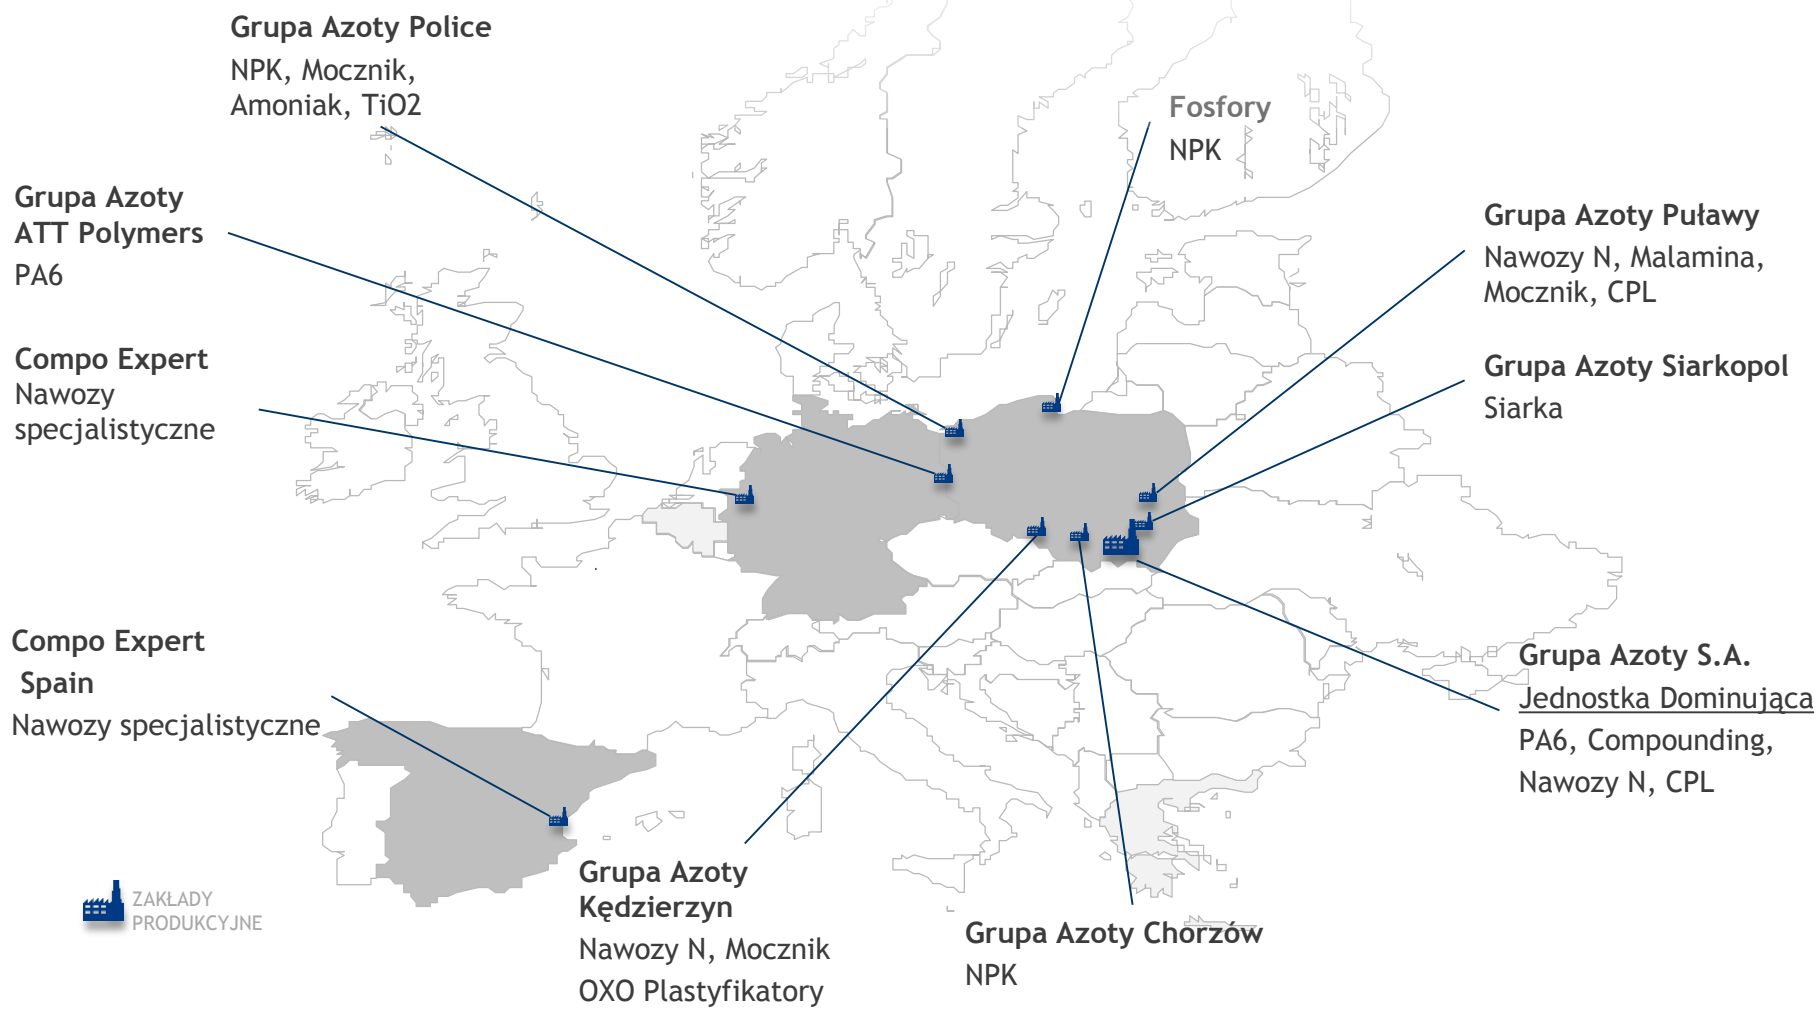 Grupa Azoty Police
NPK, Mocznik,
Amoniak, TiO2
Fosfory
NPK
Grupa Azoty
ATT Polymers
PA6
Grupa Azoty Puławy
Nawozy N, Malamina,
Mocznik, CPL
Compo Expert
Nawozy
specjalistyczne
Grupa Azoty Siarkopol
Siarka
Compo Expert
Spain
Nawozy specjalistyczne
Grupa Azoty S.A.
Jednostka Dominująca
PA6, Compounding,
Nawozy N, CPL
ZAKŁADY
PRODUKCYJNE
Grupa Azoty
Kędzierzyn
Nawozy N, Mocznik
OXO Plastyfikatory
Grupa Azoty Chorzów
NPK